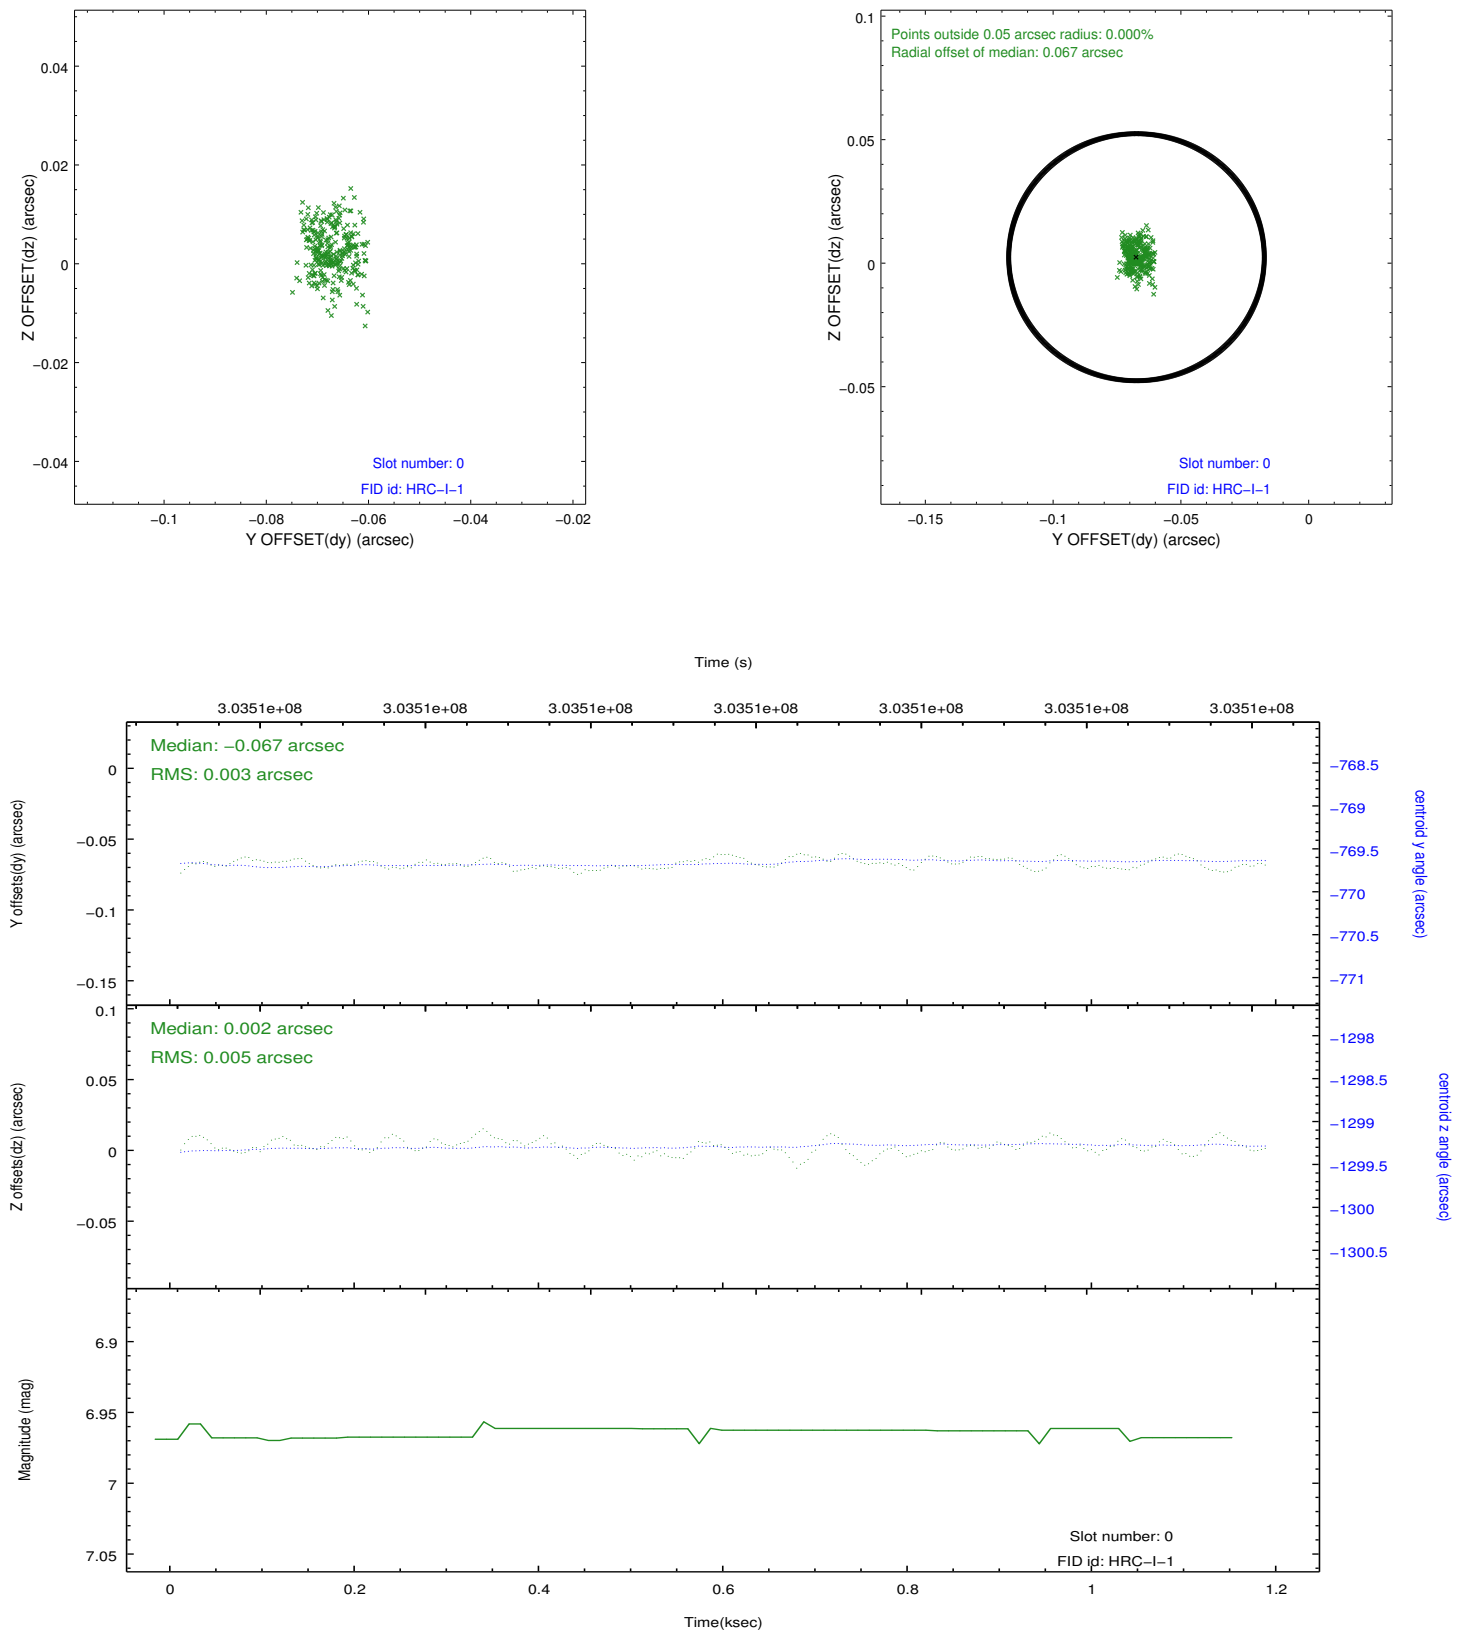 0.04
0.02
0
−0.02
−0.04
Z OFFSET(dz) (arcsec)
Slot number: 0
FID id: HRC−I−1
−0.1
−0.08
−0.06
−0.04
−0.02
Y OFFSET(dy) (arcsec)
0.1
0.05
0
−0.05
Z OFFSET(dz) (arcsec)
Points outside 0.05 arcsec radius: 0.000%
Radial offset of median: 0.067 arcsec
Slot number: 0
FID id: HRC−I−1
−0.15
−0.1
−0.05
0
Y OFFSET(dy) (arcsec)
Time (s)
3.0351e+08
3.0351e+08
3.0351e+08
3.0351e+08
3.0351e+08
3.0351e+08
3.0351e+08
Median: −0.067 arcsec
RMS: 0.003 arcsec
0
−0.05
−0.1
−0.15
Y offsets(dy) (arcsec)
−768.5
−769
−769.5
−770
−770.5
−771
centroid y angle (arcsec)
Median: 0.002 arcsec
RMS: 0.005 arcsec
0.1
0.05
0
−0.05
Z offsets(dz) (arcsec)
−1298
−1298.5
−1299
−1299.5
−1300
−1300.5
centroid z angle (arcsec)
6.9
6.95
7
7.05
Magnitude (mag)
Slot number: 0
FID id: HRC−I−1
0
0.2
0.4
0.6
0.8
1
1.2
Time(ksec)